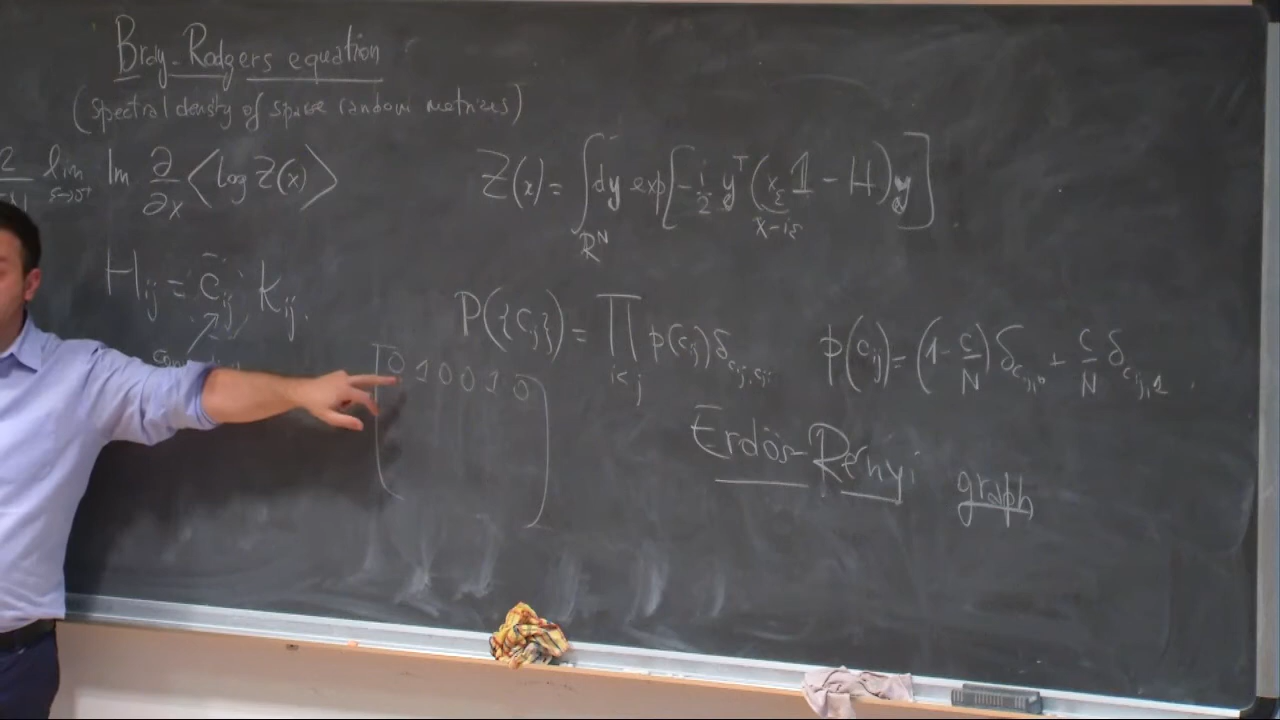 Bray-Rodgers equation
(spectral density of sparse random matrices)
lim ε→0⁺ Im ∂/∂x ⟨log Z(x)⟩
Z(x) = ∫_{ℝ^N} dy exp[-i/2 y^T (x_ε 𝟙 - H) y]
x-iε
H_ij = c_ij k_ij.
P({c_ij}) = ∏_{i<j} p(c_ij) δ_{c_ij,c_ji}
p(c_ij) = (1 - c/N) δ_{c_ij,0} + c/N δ_{c_ij,1}.
0 1 0 0 1 0
Erdös-Rényi graph